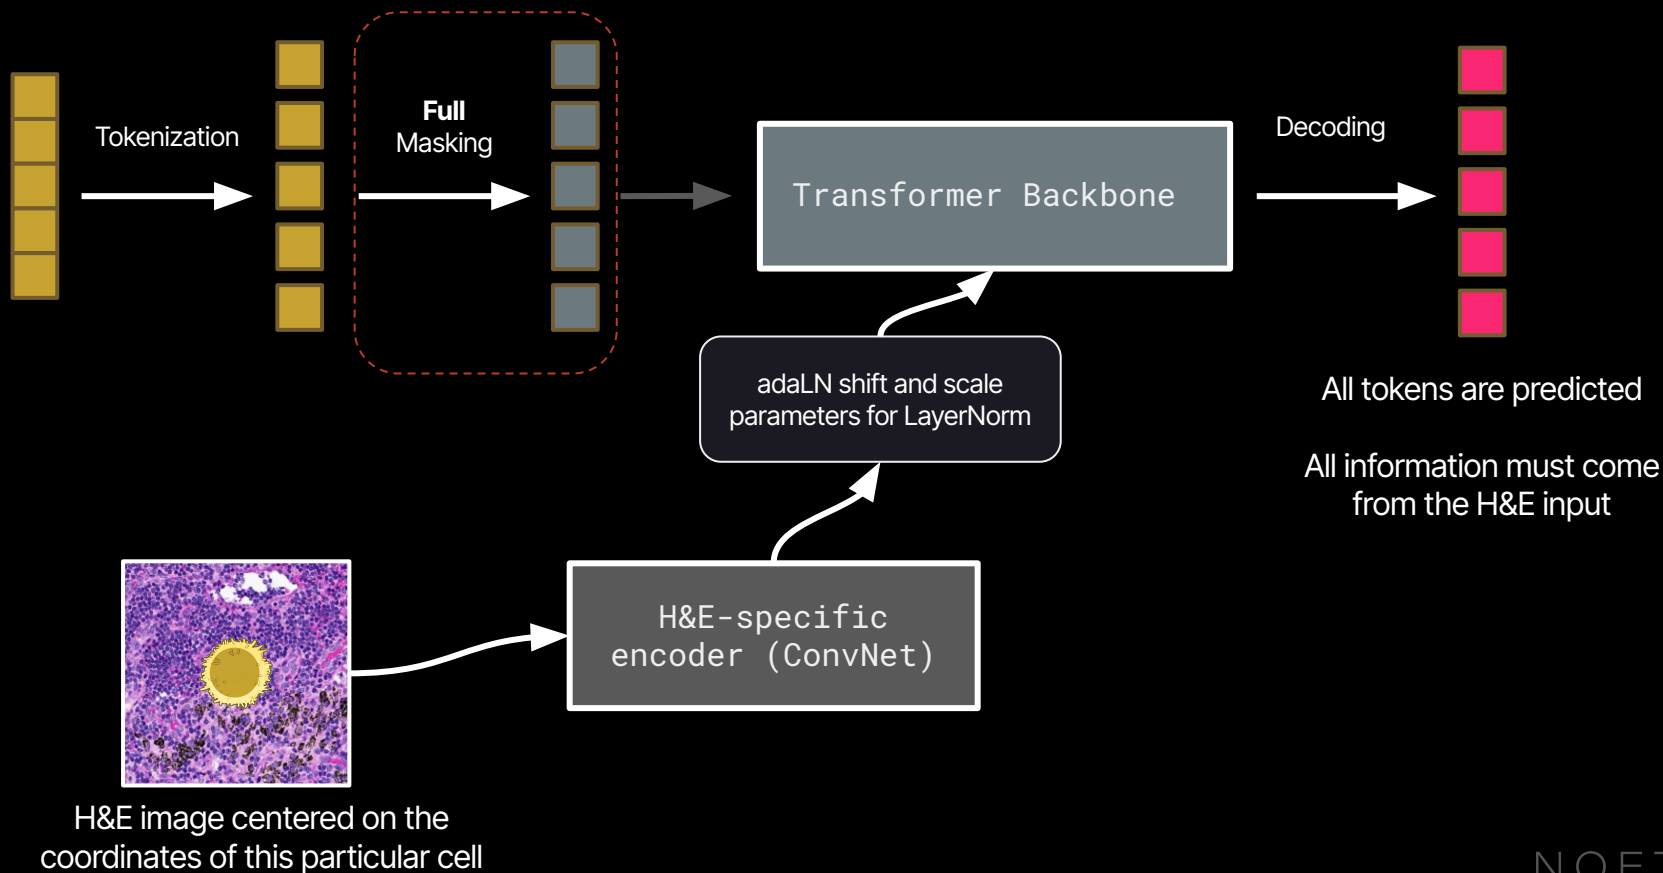 Tokenization
Full
Masking
Transformer Backbone
Decoding
adaLN shift and scale
parameters for LayerNorm
All tokens are predicted
All information must come
from the H&E input
H&E-specific
encoder (ConvNet)
H&E image centered on the
coordinates of this particular cell